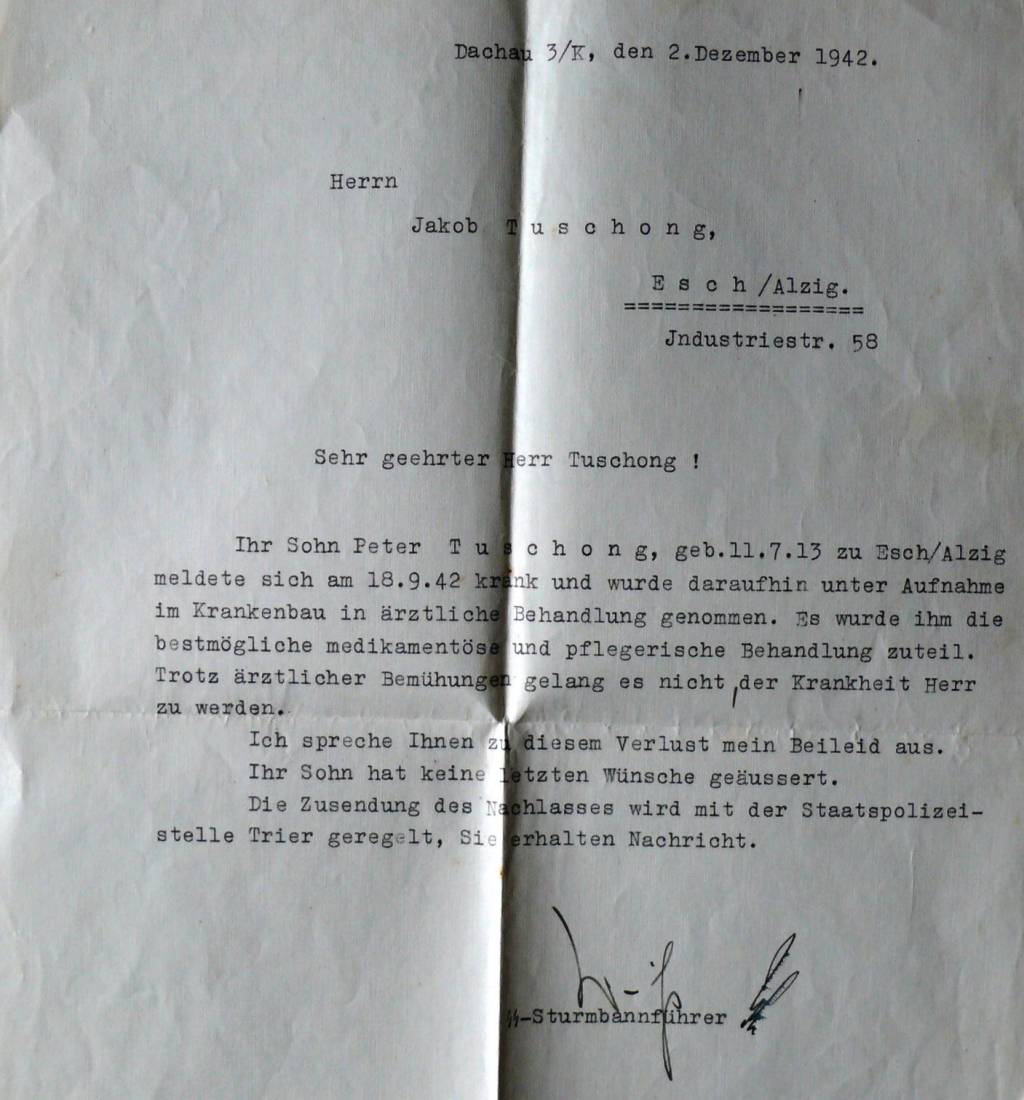 Dachau 3/K, den 2.Dezember 1942.
Herrn
Jakob T u s c h o n g,
E s c h /Alzig.
==================
Jndustriestr. 58
Sehr geehrter Herr Tuschong !
Ihr Sohn Peter T u s c h o n g, geb.11.7.13 zu Esch/Alzig
meldete sich am 18.9.42 krank und wurde daraufhin unter Aufnahme
im Krankenbau in ärztliche Behandlung genommen. Es wurde ihm die
bestmögliche medikamentöse und pflegerische Behandlung zuteil.
Trotz ärztlicher Bemühungen gelang es nicht,der Krankheit Herr
zu werden.
Ich spreche Ihnen zu diesem Verlust mein Beileid aus.
Ihr Sohn hat keine letzten Wünsche geäussert.
Die Zusendung des Nachlasses wird mit der Staatspolizei-
stelle Trier geregelt, Sie erhalten Nachricht.
SS-Sturmbannführer